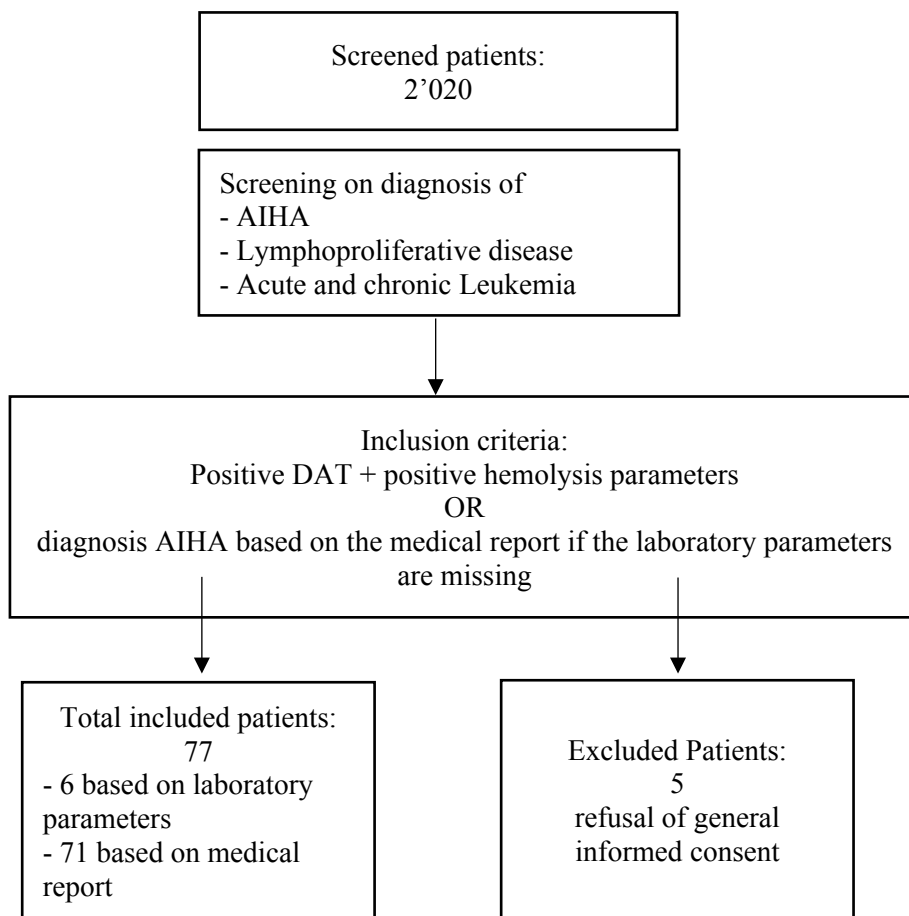 Screened patients:
2’020
Screening on diagnosis of
- AIHA
- Lymphoproliferative disease
- Acute and chronic Leukemia
Inclusion criteria:
Positive DAT + positive hemolysis parameters
OR
diagnosis AIHA based on the medical report if the laboratory parameters
are missing
Total included patients:
77
- 6 based on laboratory
parameters
- 71 based on medical
report
Excluded Patients:
5
refusal of general
informed consent